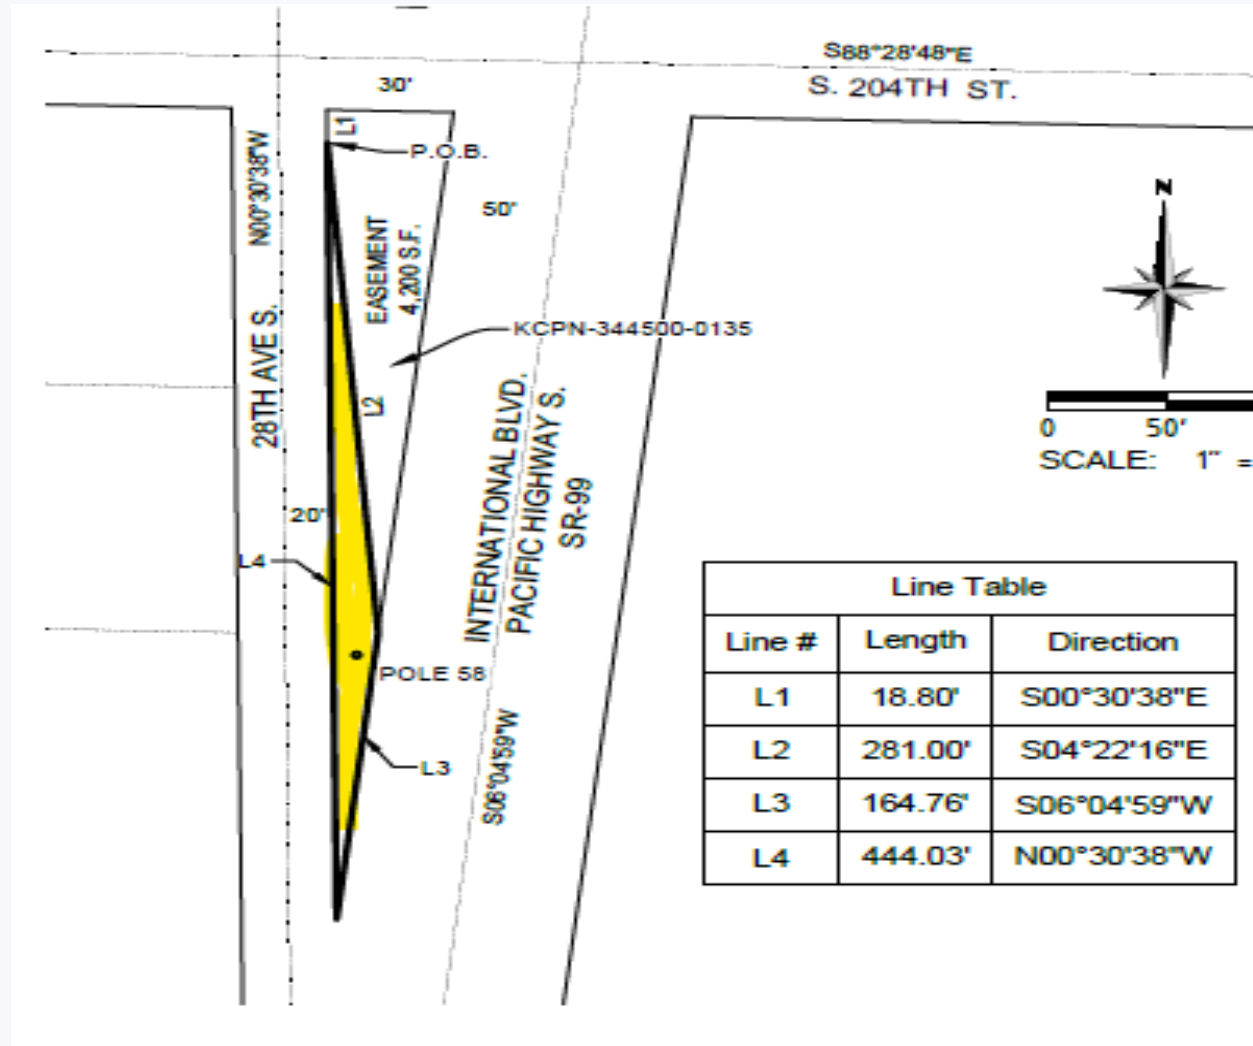 S88°28'48"E
S. 204TH ST.
30'
L1
P.O.B.
N00°30'38"W
50'
EASEMENT
4,200 S.F.
N
KCPN-344500-0135
28TH AVE S.
L2
INTERNATIONAL BLVD.
PACIFIC HIGHWAY S.
SR-99
0 50'
SCALE: 1" =
20'
L4
POLE 58
L3
S06°04'59"W
Line Table
Line # Length Direction
L1 18.80' S00°30'38"E
L2 281.00' S04°22'16"E
L3 164.76' S06°04'59"W
L4 444.03' N00°30'38"W